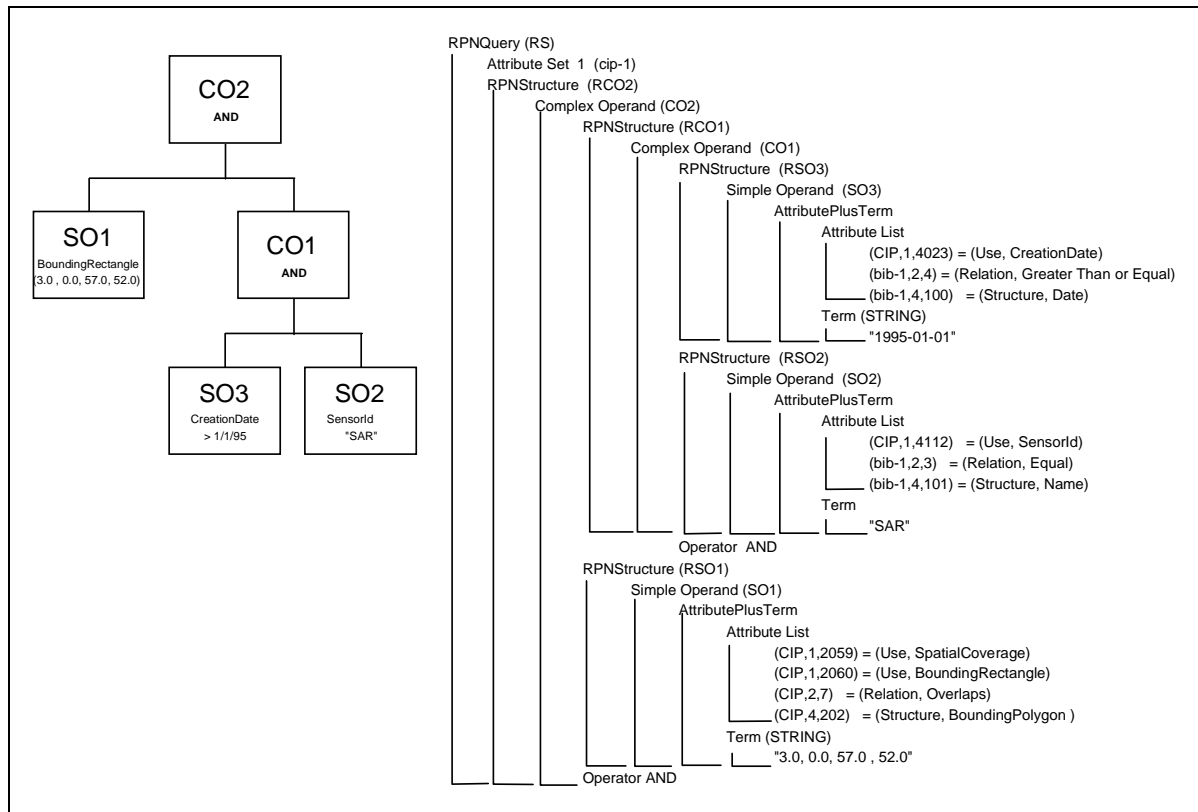 CO2
AND
SO1
BoundingRectangle
(3.0 , 0.0, 57.0, 52.0)
CO1
AND
SO3
CreationDate
> 1/1/95
SO2
SensorId
"SAR"
RPNQuery (RS)
Attribute Set 1 (cip-1)
RPNStructure (RCO2)
Complex Operand (CO2)
RPNStructure (RCO1)
Complex Operand (CO1)
RPNStructure (RSO3)
Simple Operand (SO3)
AttributePlusTerm
Attribute List
(CIP,1,4023) = (Use, CreationDate)
(bib-1,2,4) = (Relation, Greater Than or Equal)
(bib-1,4,100) = (Structure, Date)
Term (STRING)
"1995-01-01"
RPNStructure (RSO2)
Simple Operand (SO2)
AttributePlusTerm
Attribute List
(CIP,1,4112) = (Use, SensorId)
(bib-1,2,3) = (Relation, Equal)
(bib-1,4,101) = (Structure, Name)
Term
"SAR"
Operator AND
RPNStructure (RSO1)
Simple Operand (SO1)
AttributePlusTerm
Attribute List
(CIP,1,2059) = (Use, SpatialCoverage)
(CIP,1,2060) = (Use, BoundingRectangle)
(CIP,2,7) = (Relation, Overlaps)
(CIP,4,202) = (Structure, BoundingPolygon )
Term (STRING)
"3.0, 0.0, 57.0 , 52.0"
Operator AND